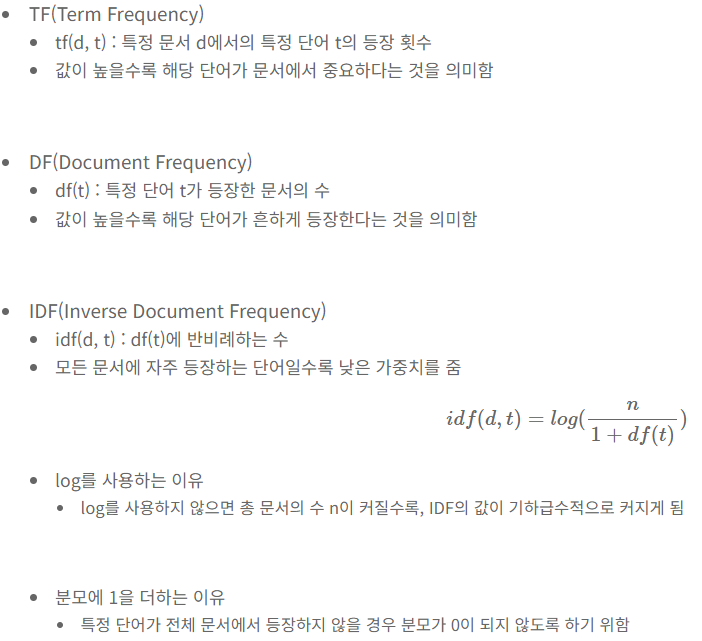 TF(Term Frequency)
tf(d, t) : 특정 문서 d에서의 특정 단어 t의 등장 횟수
값이 높을수록 해당 단어가 문서에서 중요하다는 것을 의미함
DF(Document Frequency)
df(t) : 특정 단어 t가 등장한 문서의 수
값이 높을수록 해당 단어가 흔하게 등장한다는 것을 의미함
IDF(Inverse Document Frequency)
idf(d, t) : df(t)에 반비례하는 수
모든 문서에 자주 등장하는 단어일수록 낮은 가중치를 줌
idf(d, t) = log(n / (1 + df(t)))
log를 사용하는 이유
log를 사용하지 않으면 총 문서의 수 n이 커질수록, IDF의 값이 기하급수적으로 커지게 됨
분모에 1을 더하는 이유
특정 단어가 전체 문서에서 등장하지 않을 경우 분모가 0이 되지 않도록 하기 위함